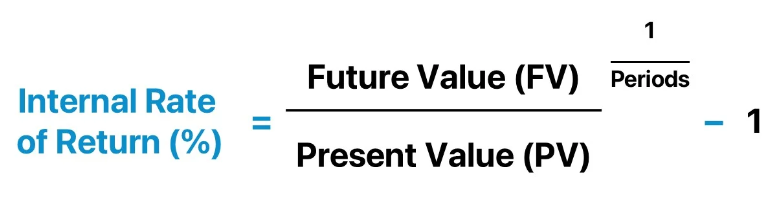 Internal Rate
of Return (%)
=
Future Value (FV)
Present Value (PV)
1
Periods
– 1